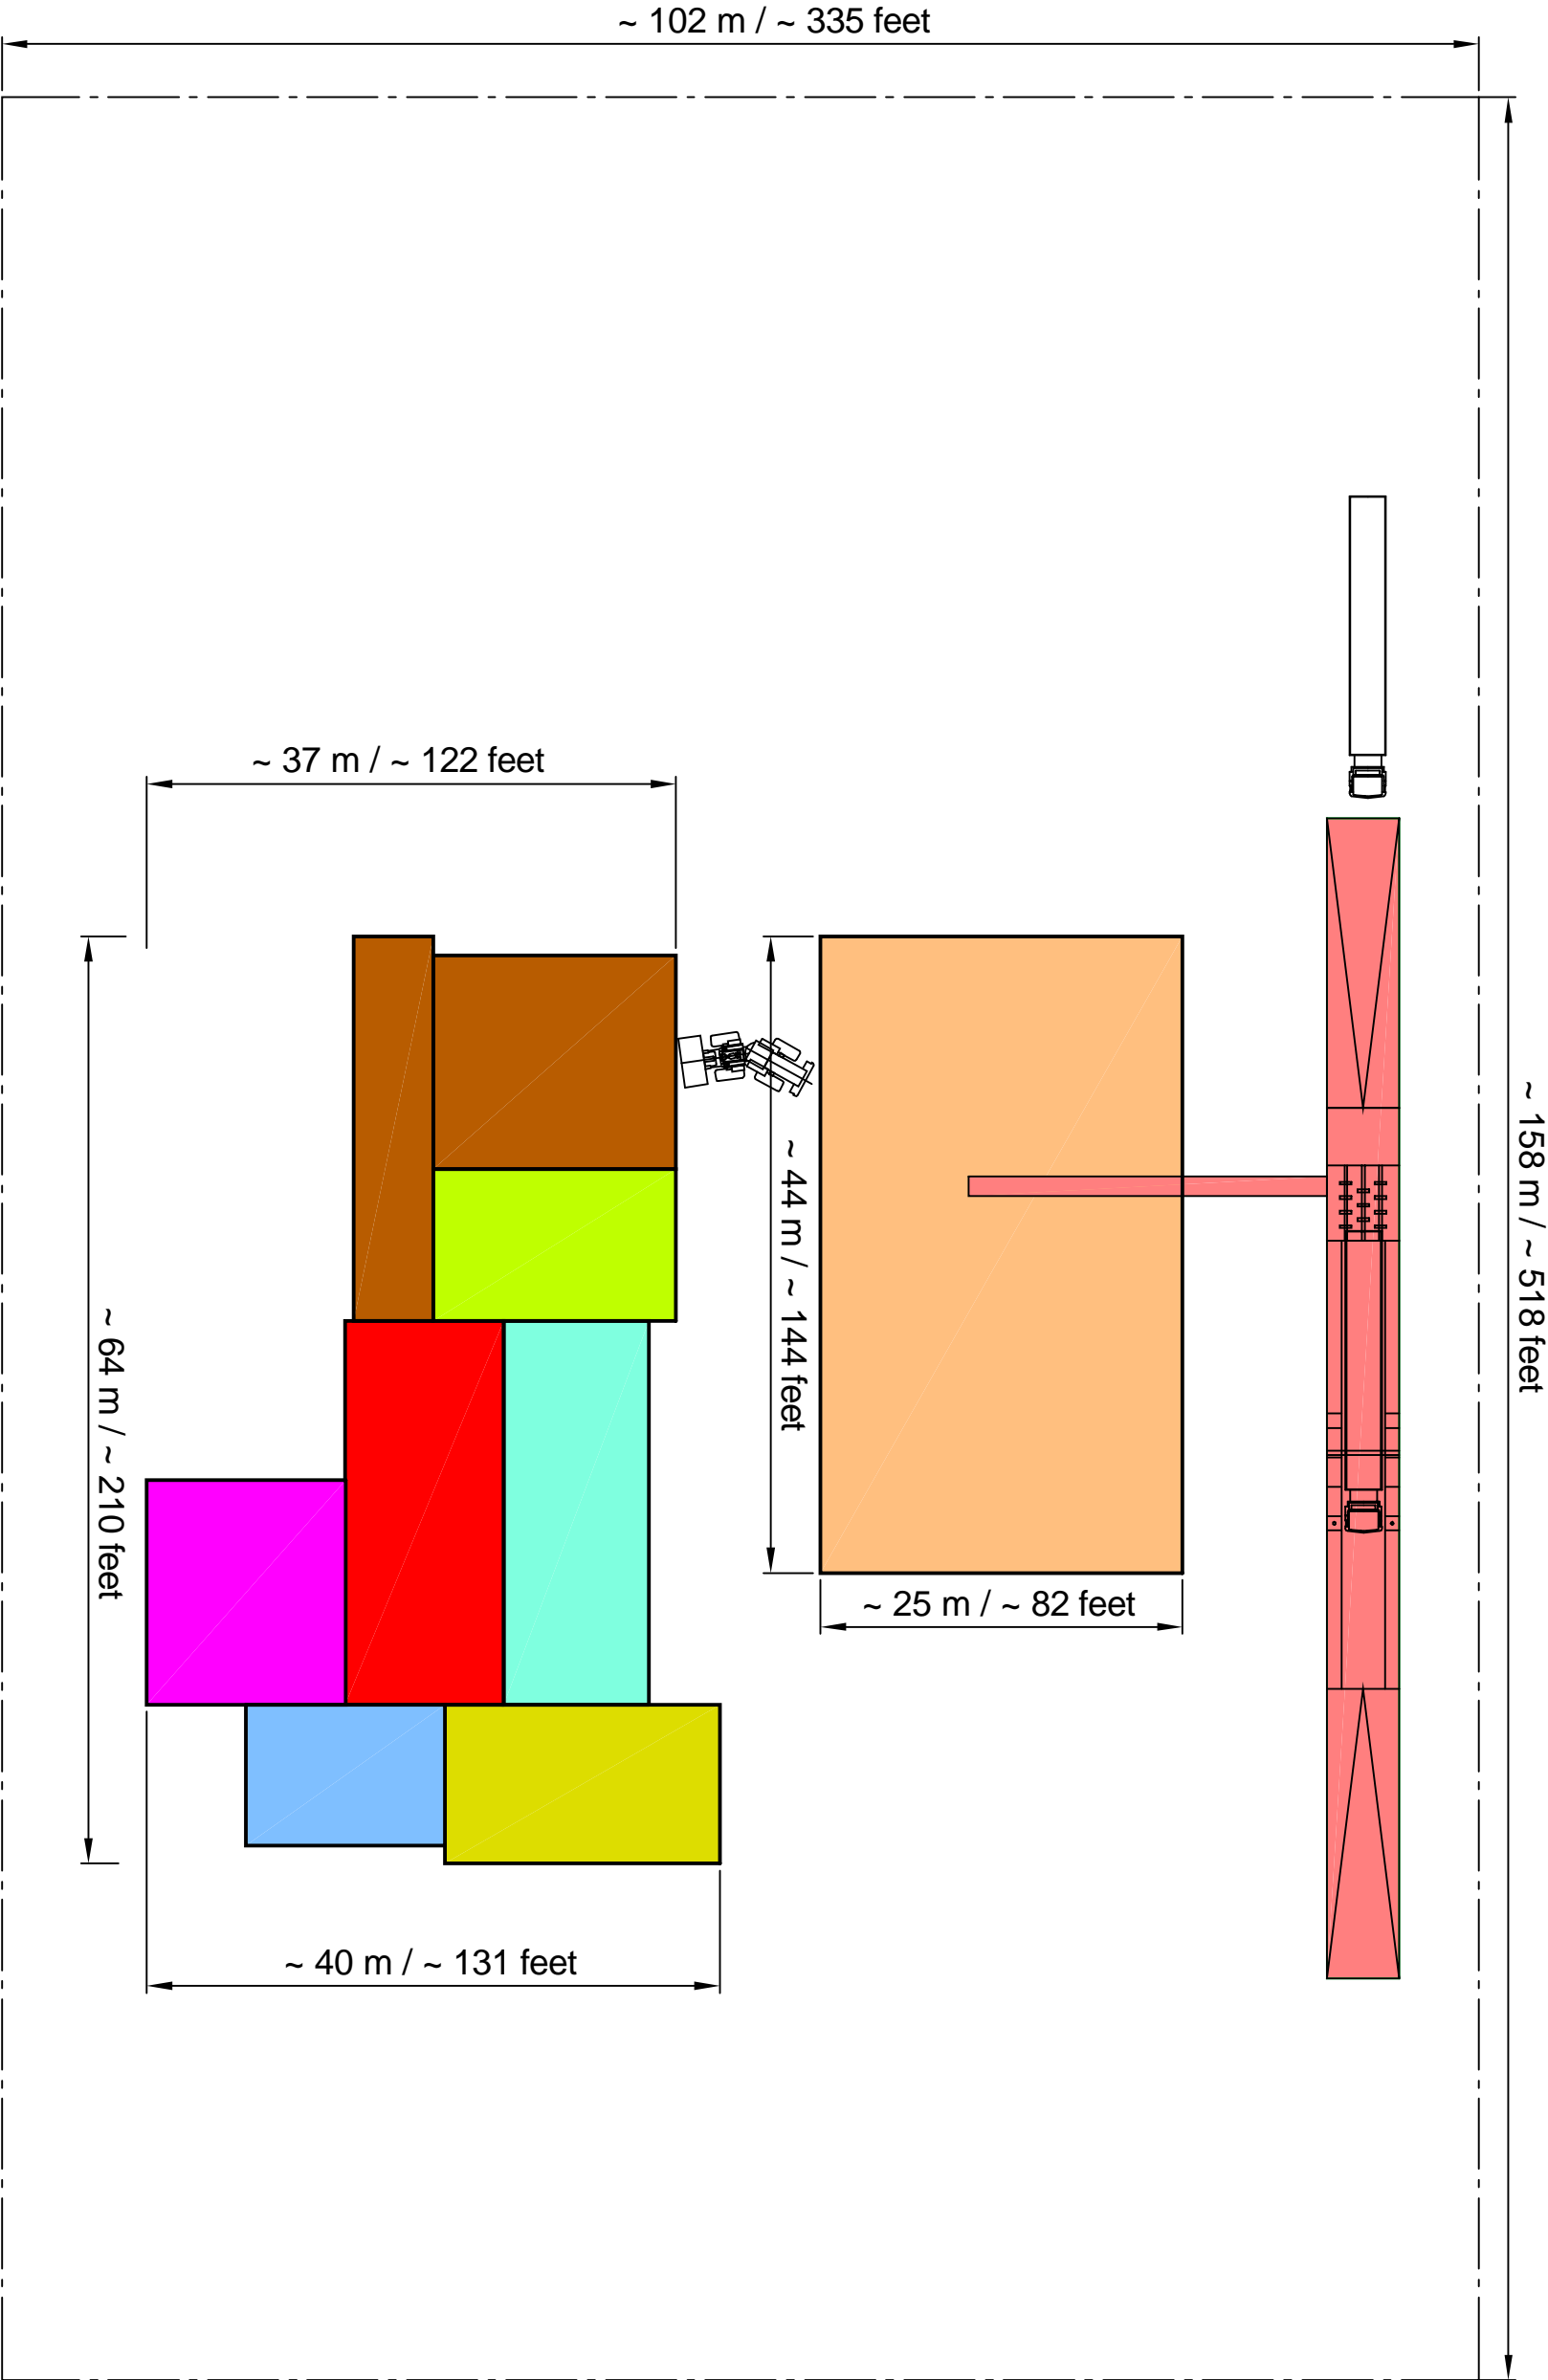 ~ 102 m / ~ 335 feet
~ 37 m / ~ 122 feet
~ 158 m / ~ 518 feet
~ 44 m / ~ 144 feet
~ 64 m / ~ 210 feet
~ 25 m / ~ 82 feet
~ 40 m / ~ 131 feet